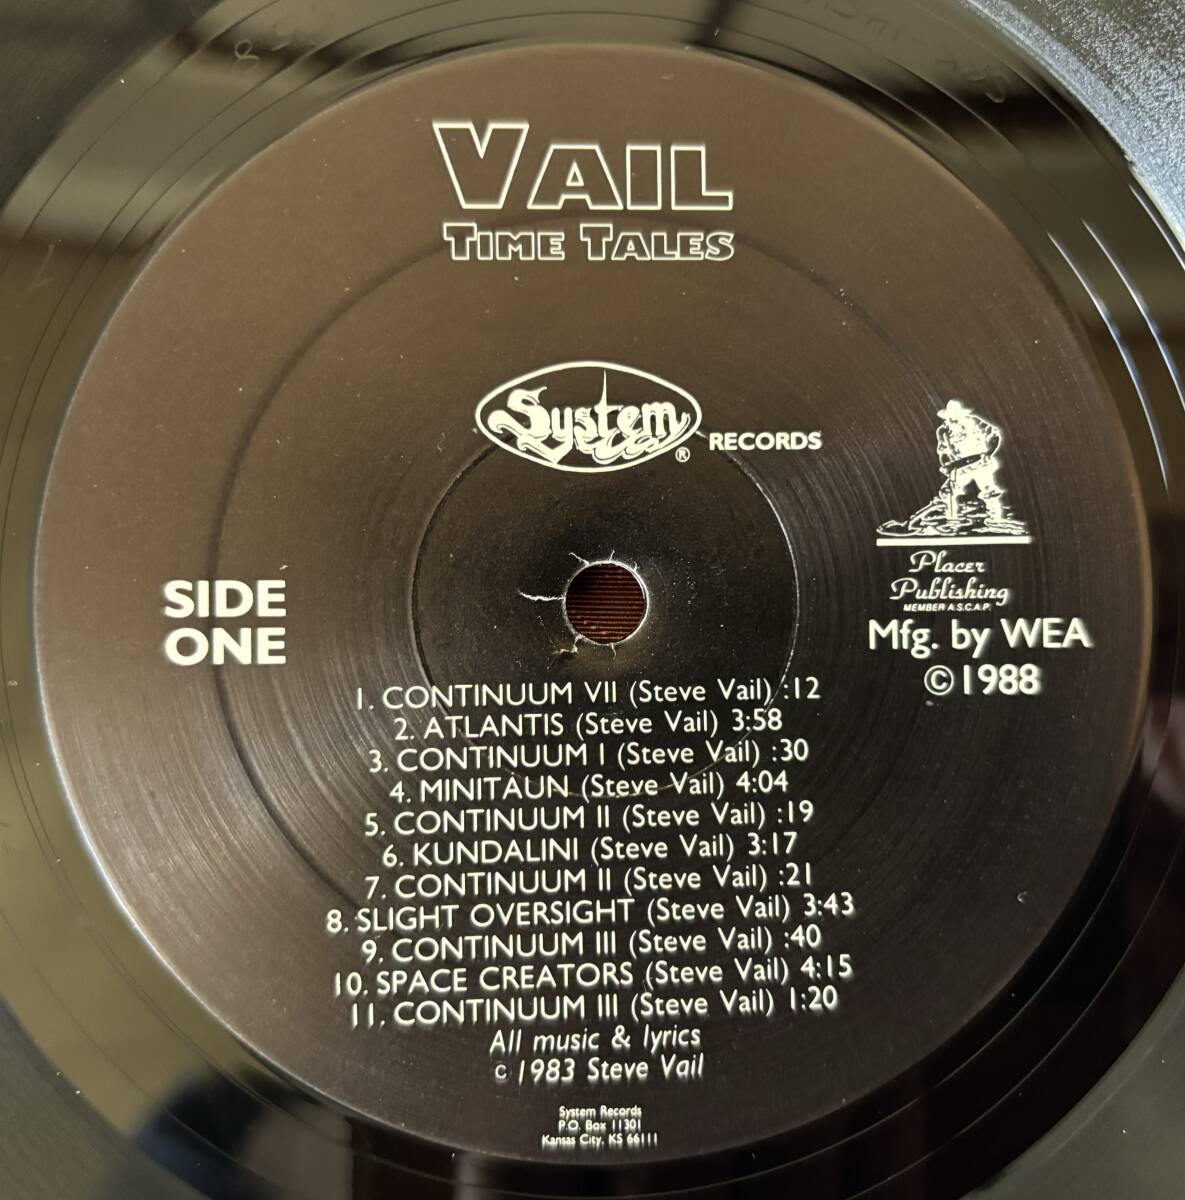 VAIL
TIME TALES
System
®
RECORDS
Placer
Publishing
MEMBER A.S.C.A.P.
SIDE
ONE
Mfg. by WEA
©1988
1. CONTINUUM VII (Steve Vail) :12
2. ATLANTIS (Steve Vail) 3:58
3. CONTINUUM I (Steve Vail) :30
4. MINITAUN (Steve Vail) 4:04
5. CONTINUUM II (Steve Vail) :19
6. KUNDALINI (Steve Vail) 3:17
7. CONTINUUM II (Steve Vail) :21
8. SLIGHT OVERSIGHT (Steve Vail) 3:43
9. CONTINUUM III (Steve Vail) :40
10. SPACE CREATORS (Steve Vail) 4:15
11. CONTINUUM III (Steve Vail) 1:20
All music & lyrics
© 1983 Steve Vail
System Records
P.O. Box 11301
Kansas City, KS 66111